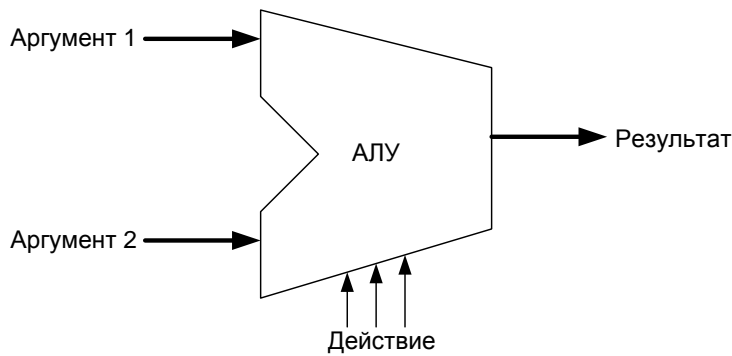 Аргумент 1
АЛУ
Результат
Аргумент 2
Действие